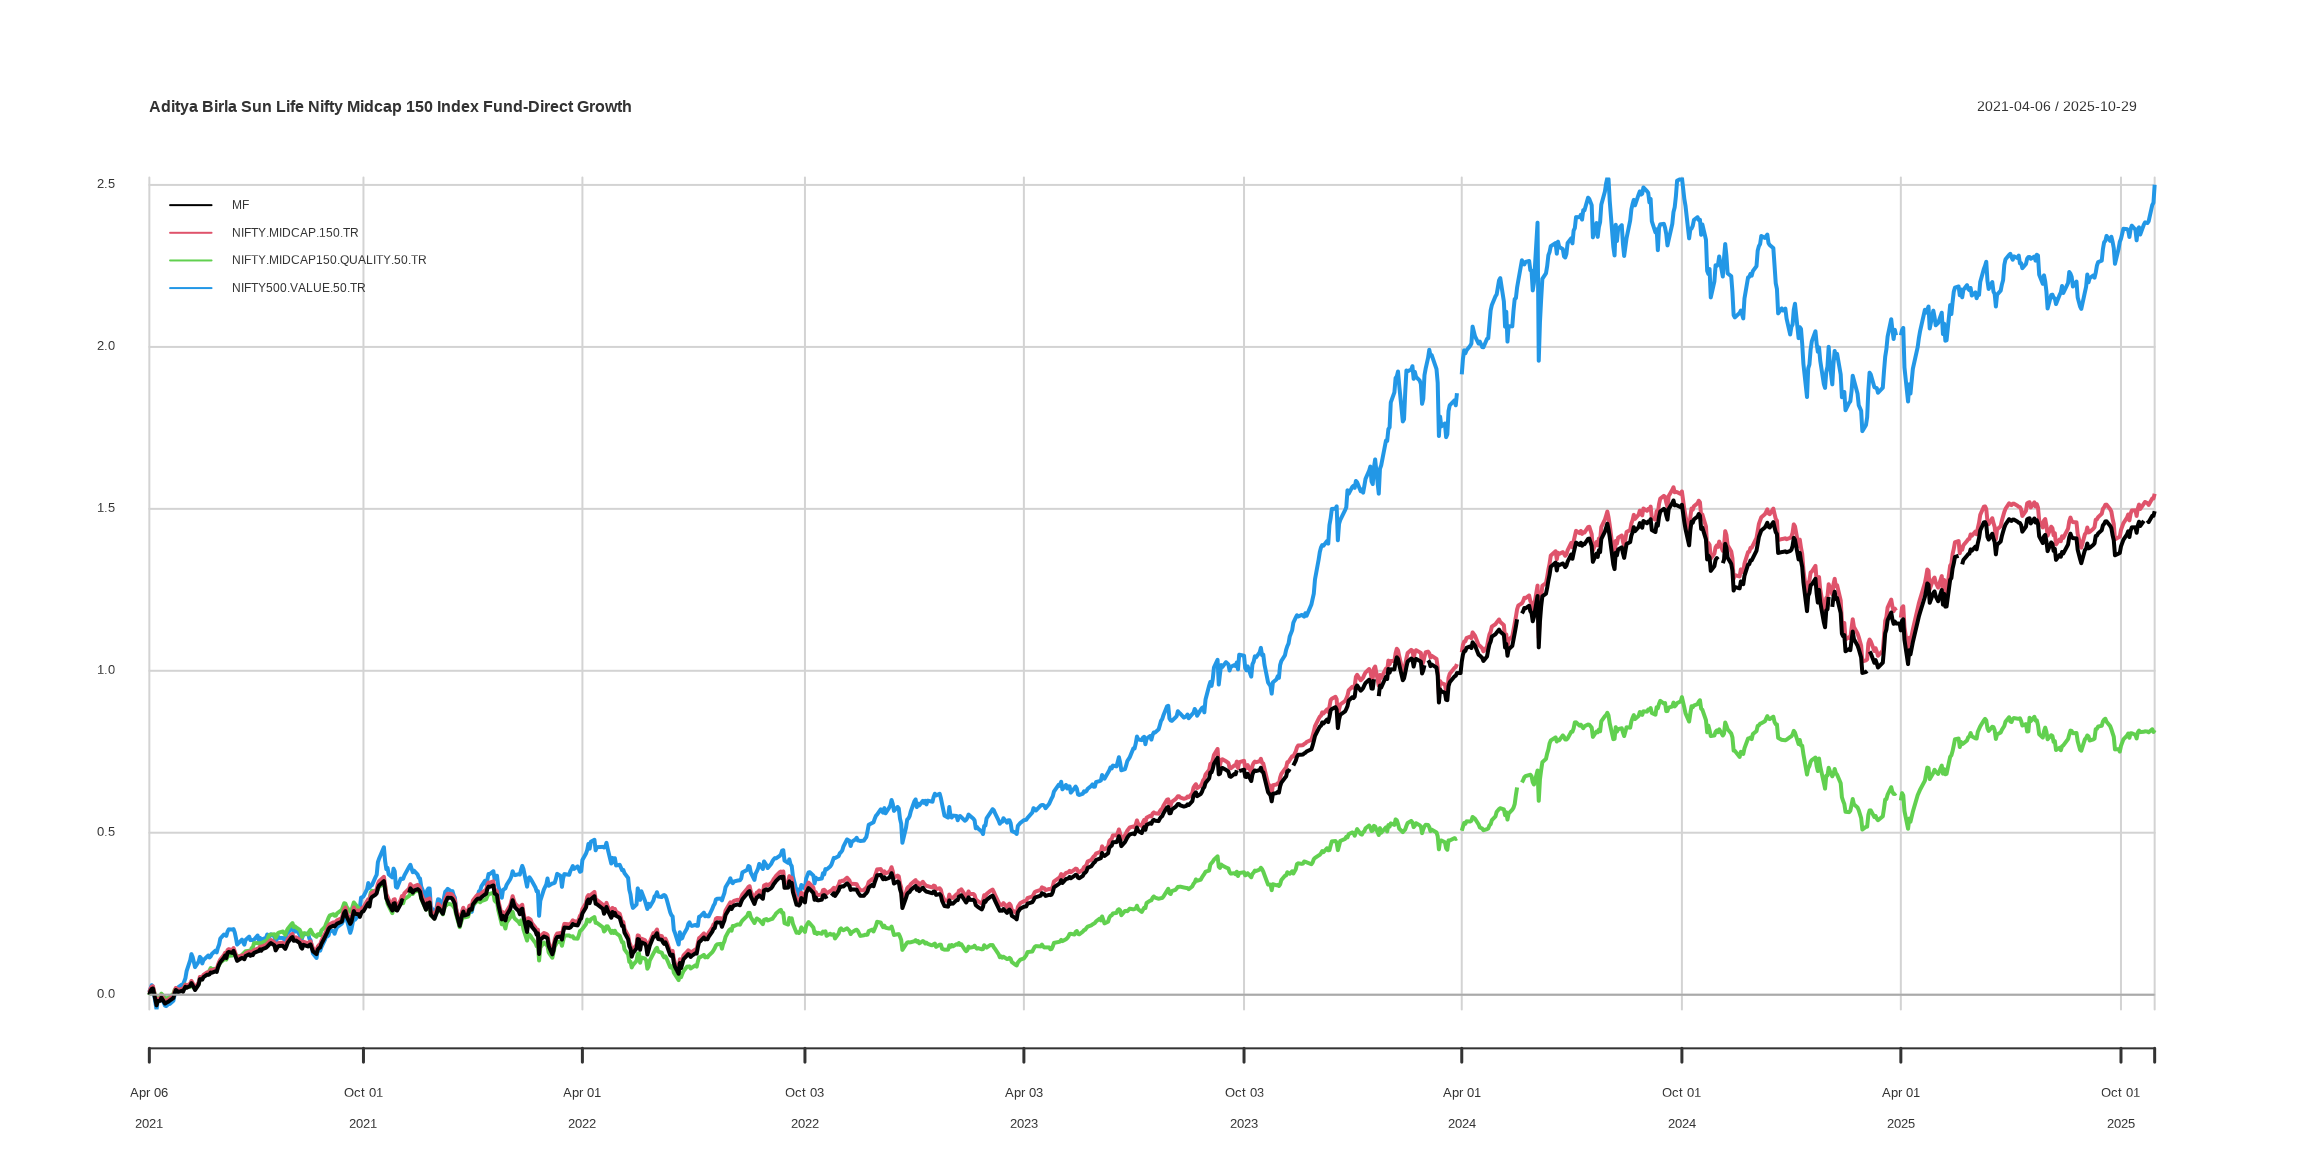 Aditya Birla Sun Life Nifty Midcap 150 Index Fund-Direct Growth
2021-04-06 / 2025-10-29
2.5
2.0
1.5
1.0
0.5
0.0
MF
NIFTY.MIDCAP.150.TR
NIFTY.MIDCAP150.QUALITY.50.TR
NIFTY500.VALUE.50.TR
Apr 06 Oct 01 Apr 01 Oct 03 Apr 03 Oct 03 Apr 01 Oct 01 Apr 01 Oct 01
2021 2021 2022 2022 2023 2023 2024 2024 2025 2025